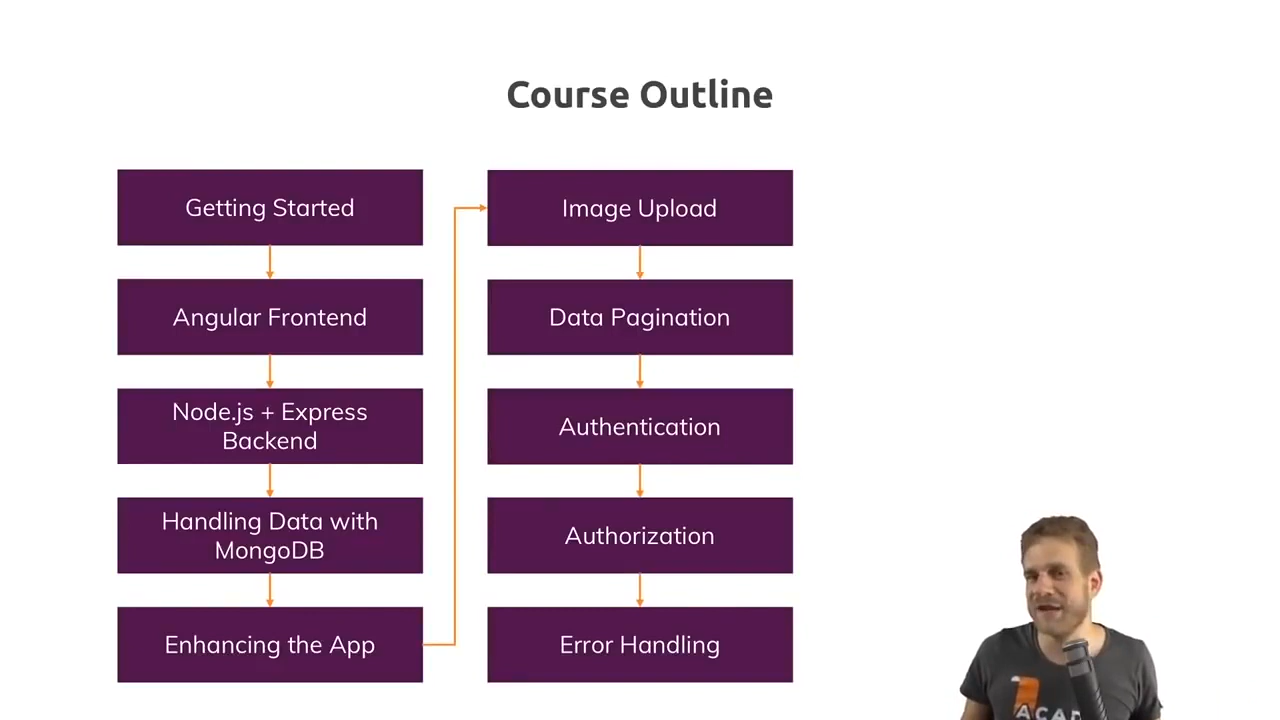 Course Outline
Getting Started
Angular Frontend
Node.js + Express
Backend
Handling Data with
MongoDB
Enhancing the App
Image Upload
Data Pagination
Authentication
Authorization
Error Handling